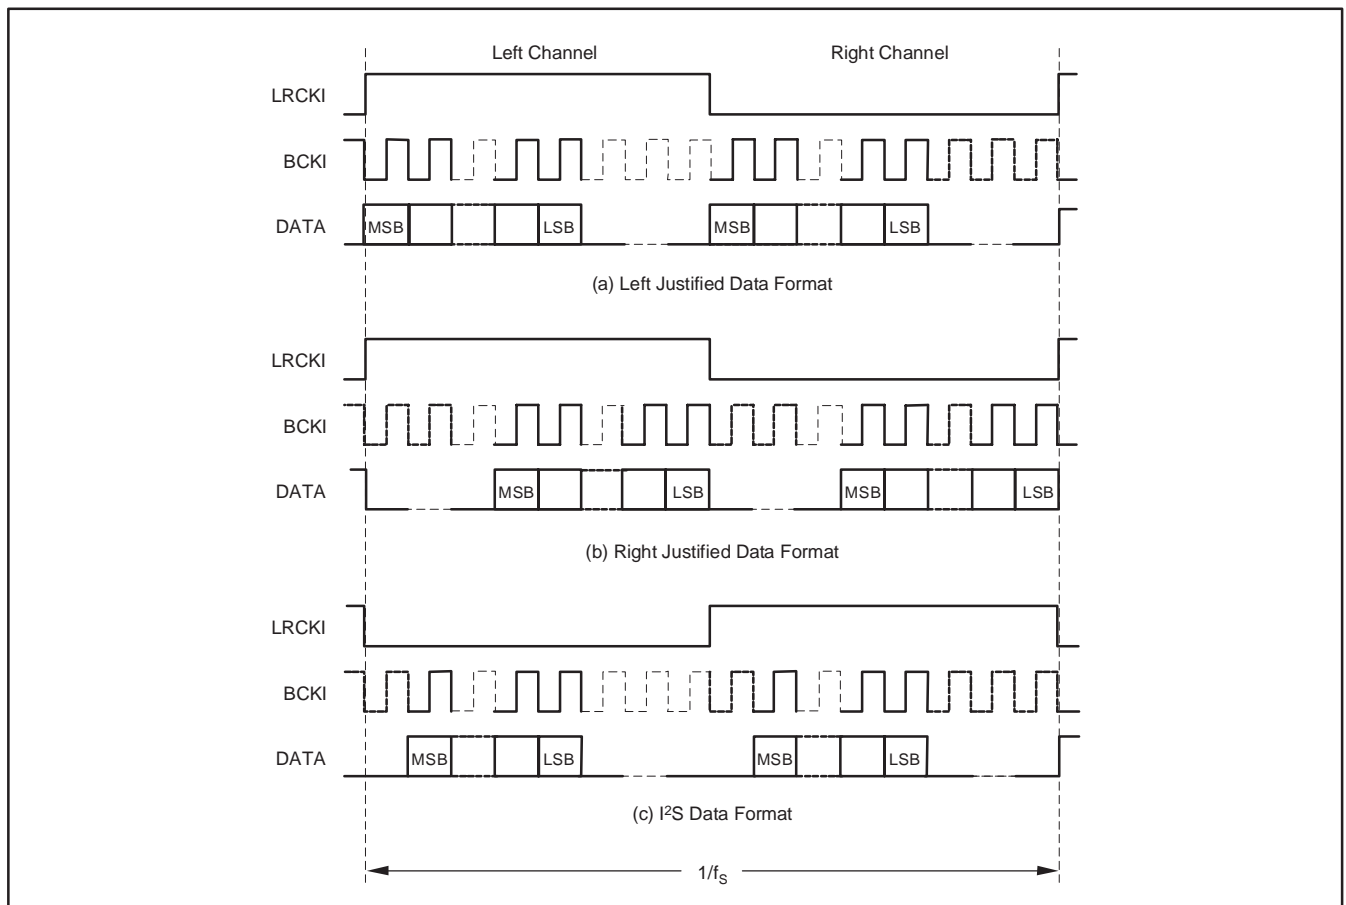 Left Channel Right Channel
LRCKI
BCKI
DATA MSB LSB MSB LSB
(a) Left Justified Data Format
LRCKI
BCKI
DATA MSB LSB MSB LSB
(b) Right Justified Data Format
LRCKI
BCKI
DATA MSB LSB MSB LSB
(c) I²S Data Format
1/fS